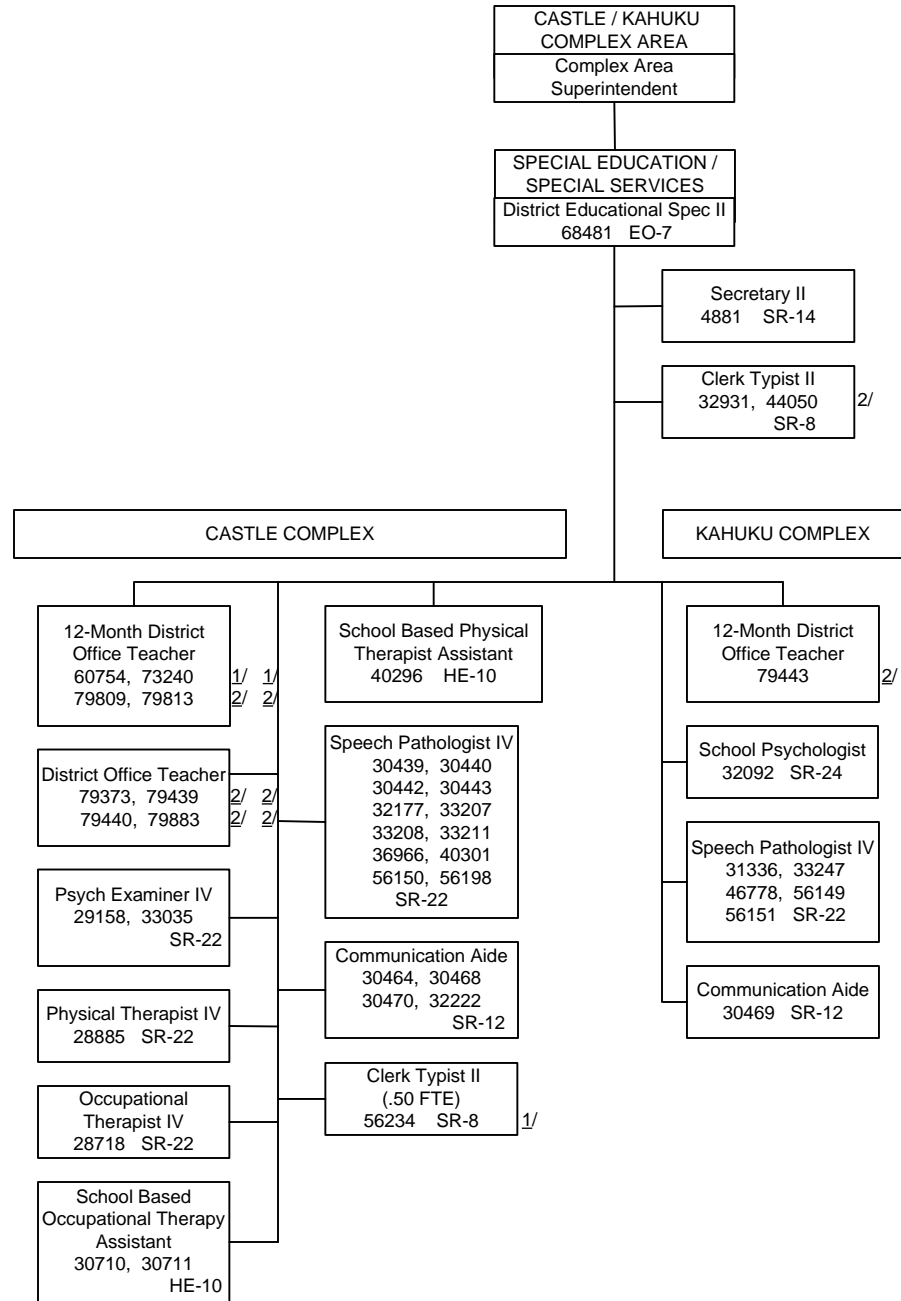 CASTLE / KAHUKU
COMPLEX AREA
Complex Area
Superintendent
SPECIAL EDUCATION /
SPECIAL SERVICES
District Educational Spec II
68481 EO-7
Secretary II
4881 SR-14
Clerk Typist II
32931, 44050 2/
SR-8
CASTLE COMPLEX
KAHUKU COMPLEX
12-Month District
Office Teacher
60754, 73240 1/ 1/
79809, 79813 2/ 2/
District Office Teacher
79373, 79439 2/ 2/
79440, 79883 2/ 2/
Psych Examiner IV
29158, 33035
SR-22
Physical Therapist IV
28885 SR-22
Occupational
Therapist IV
28718 SR-22
School Based
Occupational Therapy
Assistant
30710, 30711
HE-10
School Based Physical
Therapist Assistant
40296 HE-10
Speech Pathologist IV
30439, 30440
30442, 30443
32177, 33207
33208, 33211
36966, 40301
56150, 56198
SR-22
Communication Aide
30464, 30468
30470, 32222
SR-12
Clerk Typist II
(.50 FTE)
56234 SR-8 1/
12-Month District
Office Teacher
79443 2/
School Psychologist
32092 SR-24
Speech Pathologist IV
31336, 33247
46778, 56149
56151 SR-22
Communication Aide
30469 SR-12